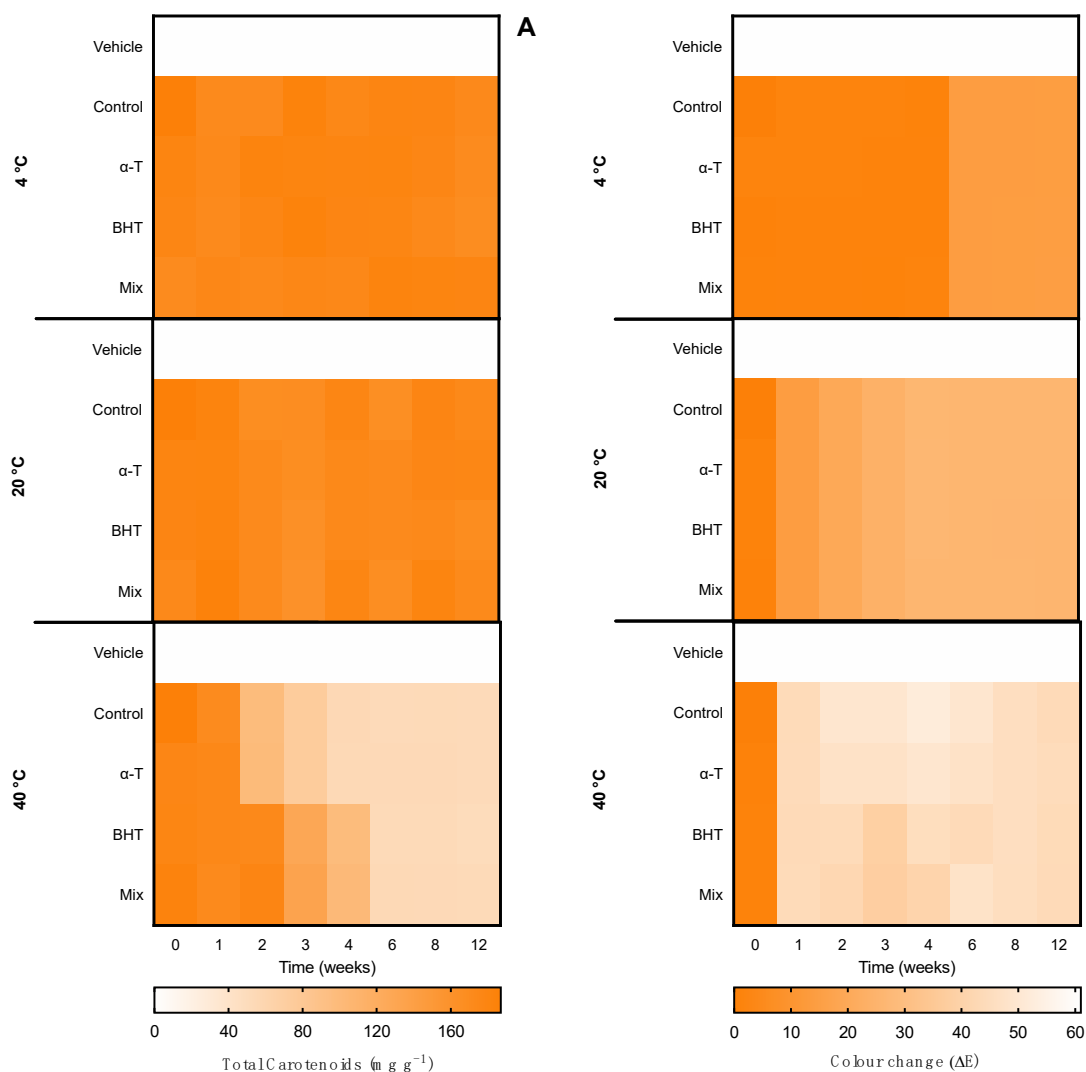 A
4 °C
Vehicle
Control
α-T
BHT
Mix
20 °C
Vehicle
Control
α-T
BHT
Mix
40 °C
Vehicle
Control
α-T
BHT
Mix
0 1 2 3 4 6 8 12
Time (weeks)
0 40 80 120 160
Total Carotenoids (m g g⁻¹)
4 °C
Vehicle
Control
α-T
BHT
Mix
20 °C
Vehicle
Control
α-T
BHT
Mix
40 °C
Vehicle
Control
α-T
BHT
Mix
0 1 2 3 4 6 8 12
Time (weeks)
0 10 20 30 40 50 60
Colour change (ΔE)